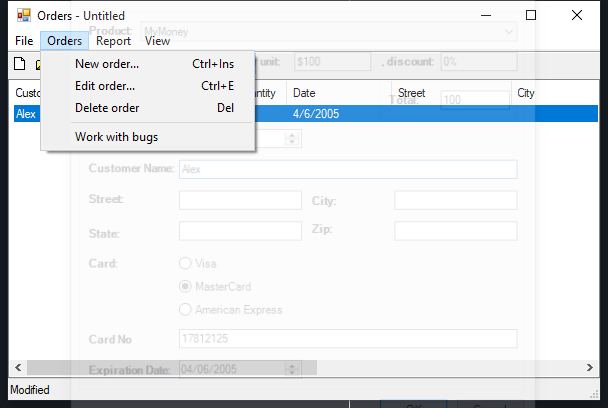 Orders - Untitled
Product: MyMoney
File Orders Report View
New order... Ctrl+Ins
unit: $100 , discount: 0%
Edit order... Ctrl+E
Custo ntity Date Street City
Delete order Del
Total: 100
Alex 4/6/2005
Work with bugs
Customer Name: Alex
Street: City:
State: Zip:
Card: Visa
MasterCard
American Express
Card No 17812125
Expiration Date: 04/06/2005
Modified